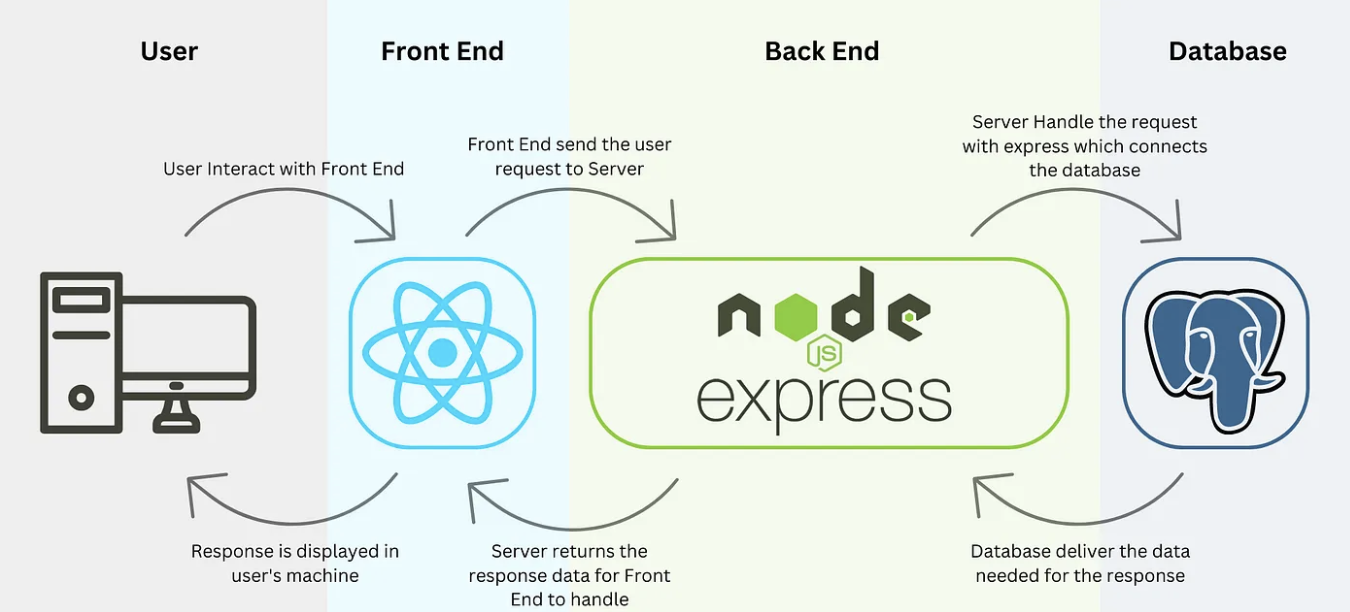 User
Front End
Back End
Database
User Interact with Front End
Front End send the user
request to Server
Server Handle the request
with express which connects
the database
node
JS
express
Response is displayed in
user's machine
Server returns the
response data for Front
End to handle
Database deliver the data
needed for the response